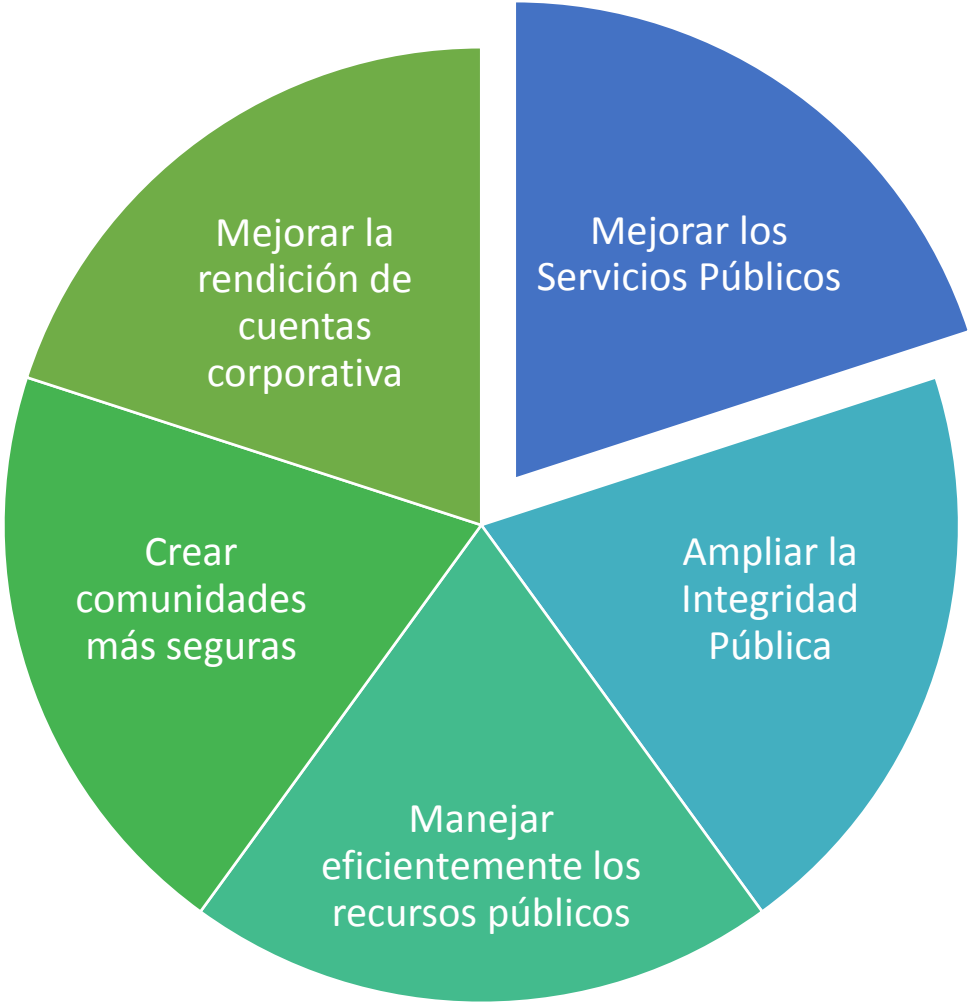 Mejorar los
Servicios Públicos
Ampliar la
Integridad
Pública
Manejar
eficientemente los
recursos públicos
Crear
comunidades
más seguras
Mejorar la
rendición de
cuentas
corporativa